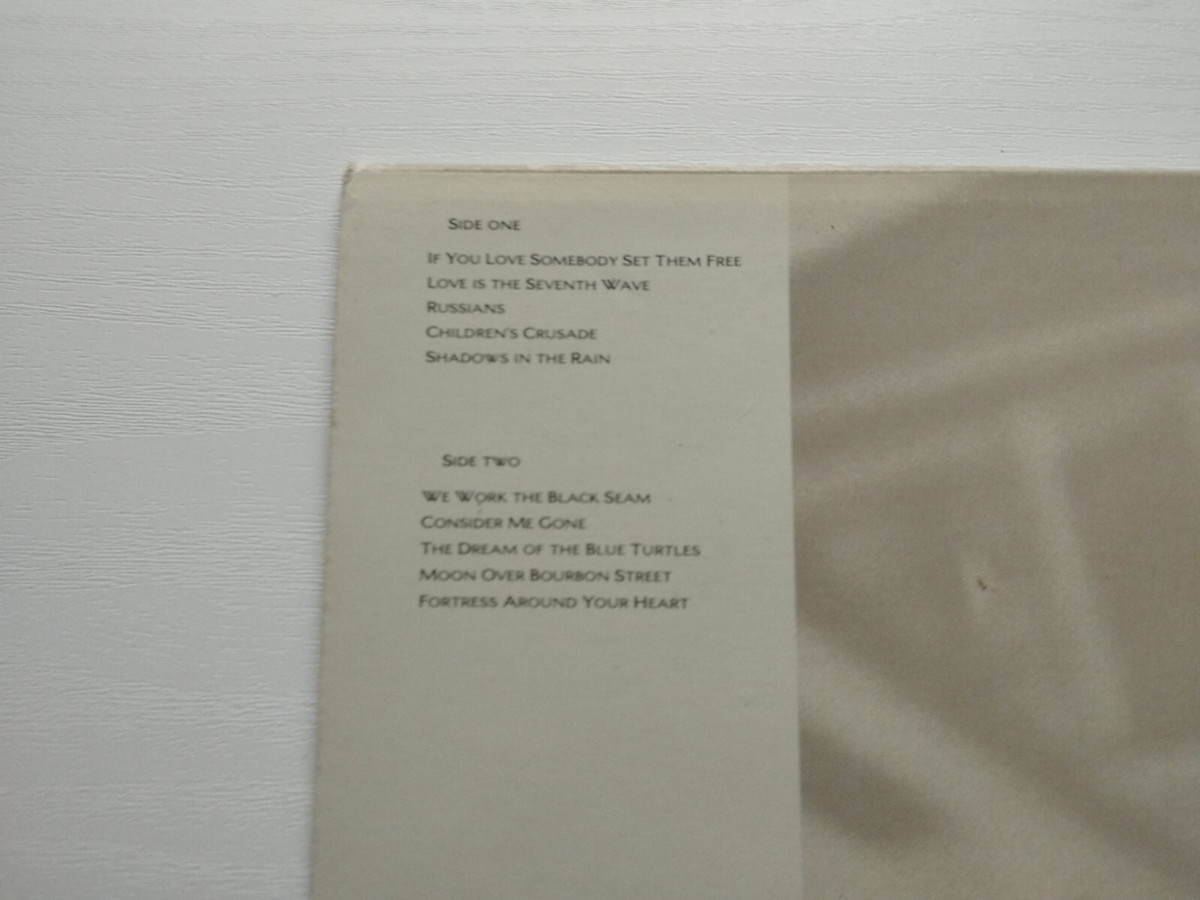 SIDE ONE
IF YOU LOVE SOMEBODY SET THEM FREE
LOVE IS THE SEVENTH WAVE
RUSSIANS
CHILDREN'S CRUSADE
SHADOWS IN THE RAIN
SIDE TWO
WE WORK THE BLACK SEAM
CONSIDER ME GONE
THE DREAM OF THE BLUE TURTLES
MOON OVER BOURBON STREET
FORTRESS AROUND YOUR HEART